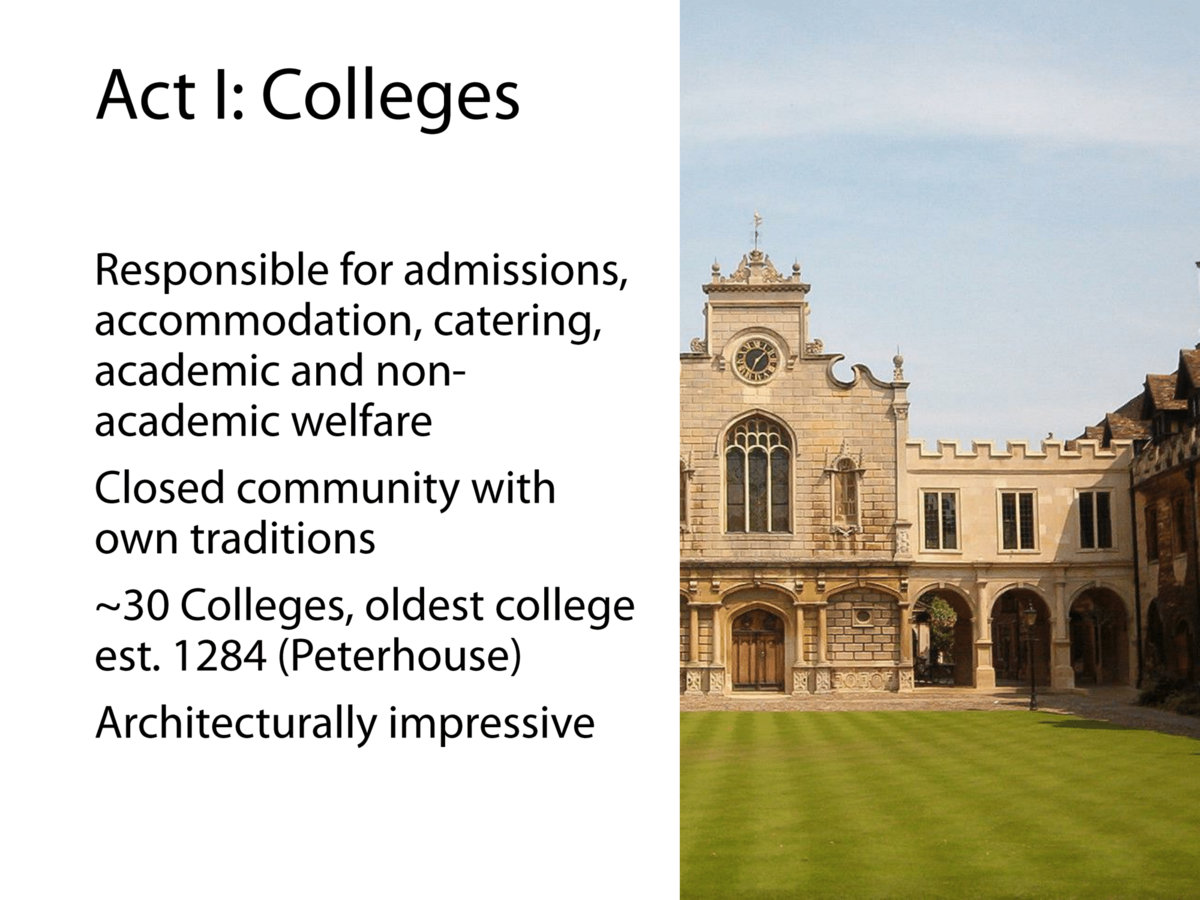 Act I: Colleges
Responsible for admissions,
accommodation, catering,
academic and non-
academic welfare
Closed community with
own traditions
~30 Colleges, oldest college
est. 1284 (Peterhouse)
Architecturally impressive